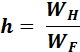 h = W_H / W_F